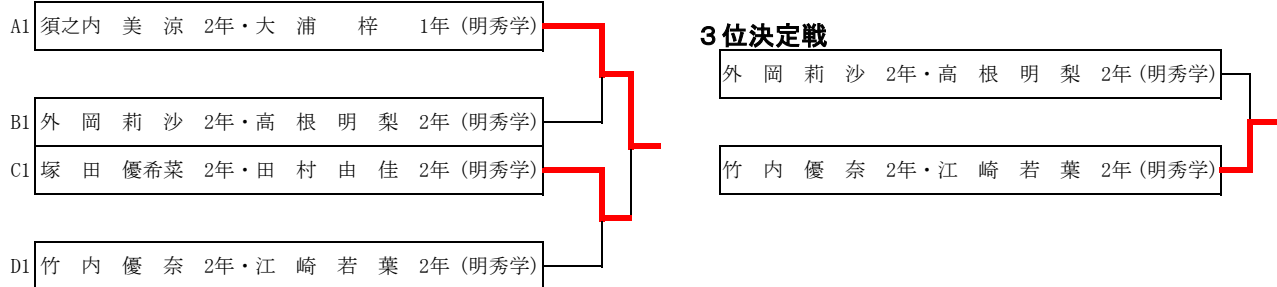 A1 須之内 美 涼 2年・大 浦 梓 1年 (明秀学)
B1 外 岡 莉 沙 2年・高 根 明 梨 2年 (明秀学)
C1 塚 田 優希菜 2年・田 村 由 佳 2年 (明秀学)
D1 竹 内 優 奈 2年・江 崎 若 葉 2年 (明秀学)
３位決定戦
外 岡 莉 沙 2年・高 根 明 梨 2年 (明秀学)
竹 内 優 奈 2年・江 崎 若 葉 2年 (明秀学)